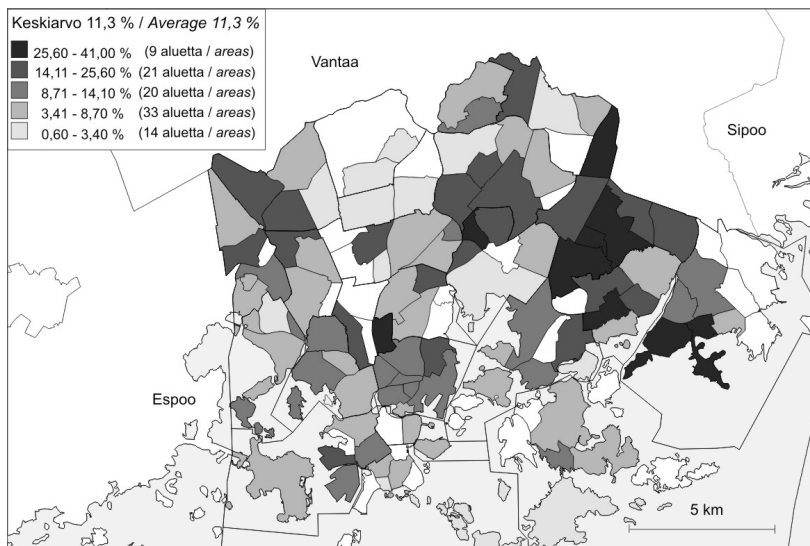 Keskiarvo 11,3 % / Average 11,3 %
25,60 - 41,00 % (9 aluetta / areas)
14,11 - 25,60 % (21 aluetta / areas)
8,71 - 14,10 % (20 aluetta / areas)
3,41 - 8,70 % (33 aluetta / areas)
0,60 - 3,40 % (14 aluetta / areas)
Vantaa
Sipoo
Espoo
5 km